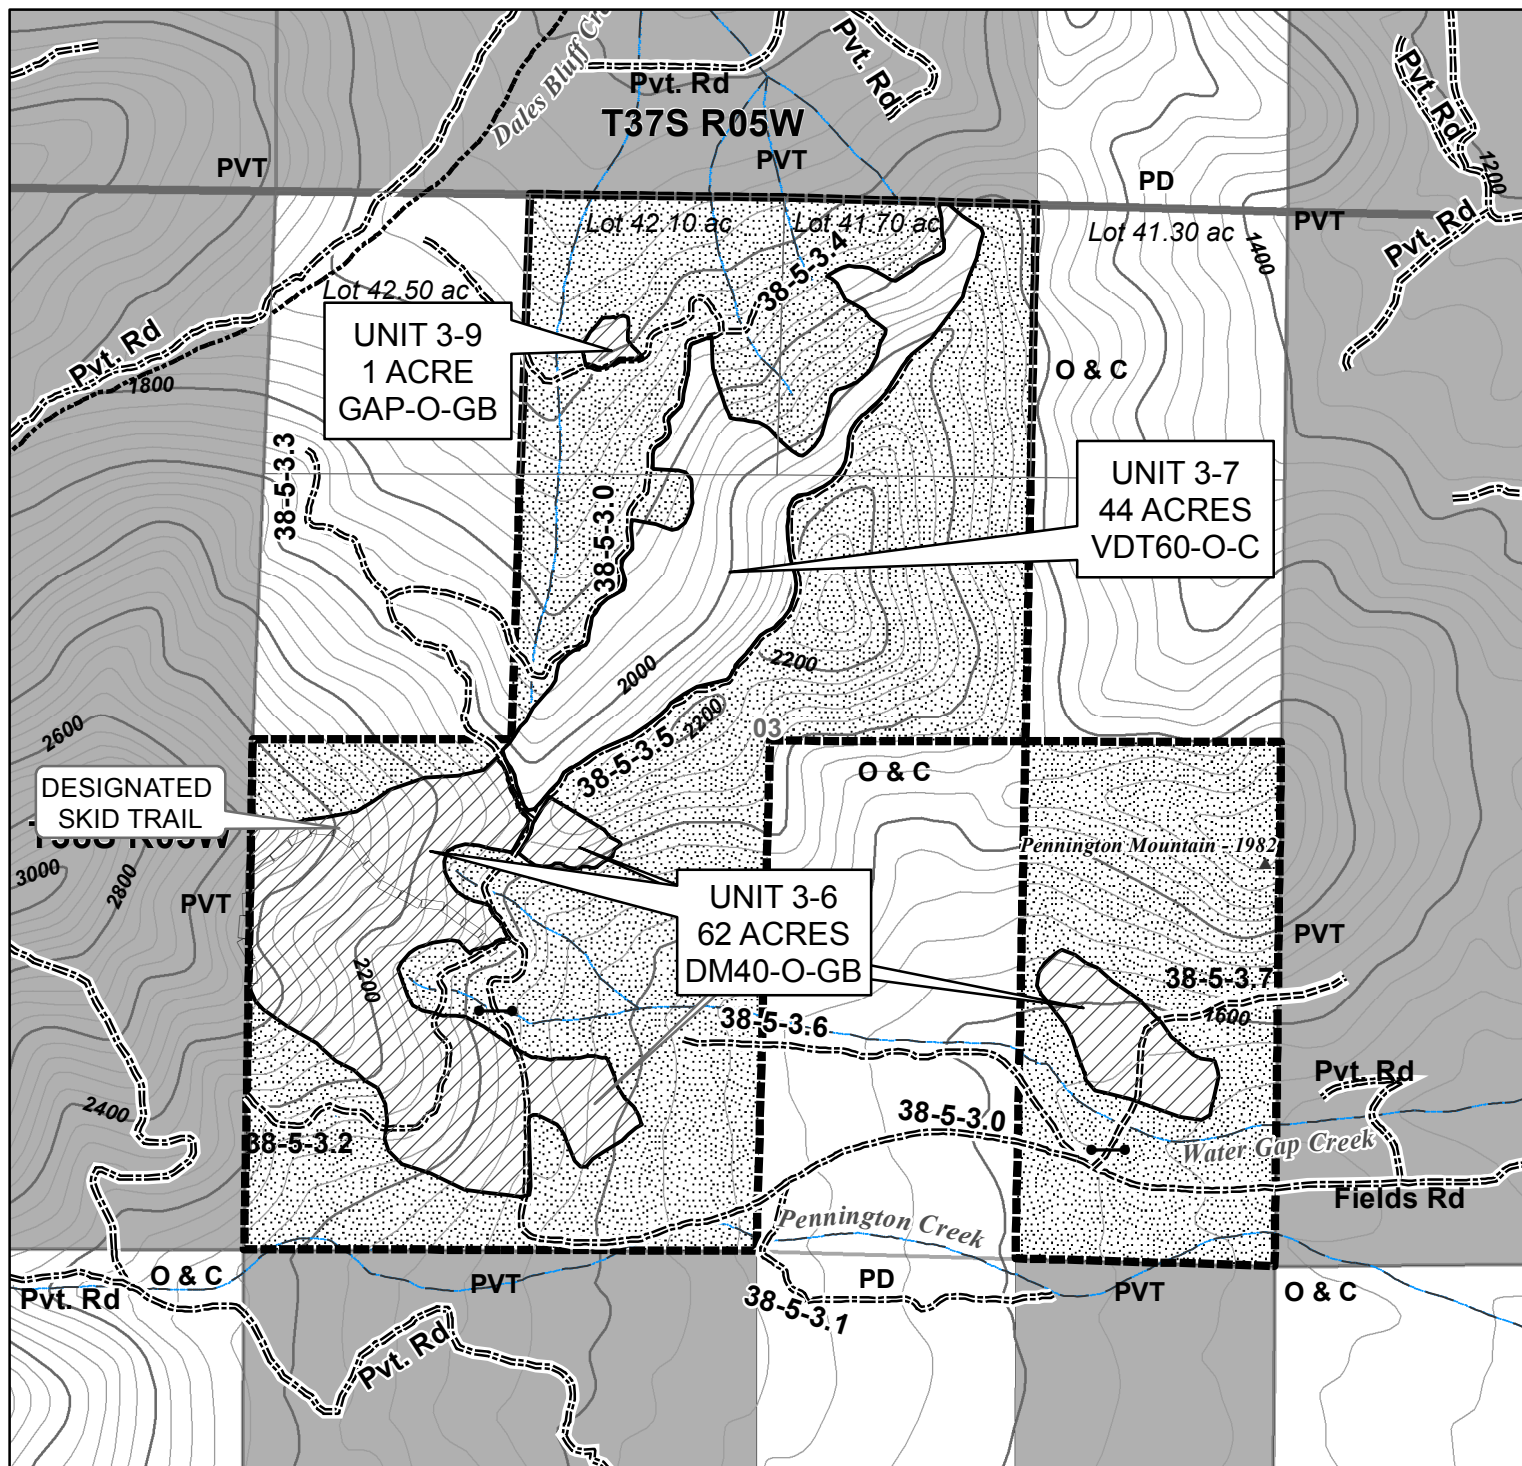 Dales Bluff Cre
Pvt. Rd
Pvt. Rd
Pvt. Rd
T37S R05W
PVT
PVT
PD
1200
PVT
Pvt. Rd
Lot 42.10 ac
Lot 41.70 ac
Lot 41.30 ac
1400
38-5-3.4
Lot 42.50 ac
UNIT 3-9
1 ACRE
GAP-O-GB
Pvt. Rd
1800
O & C
38-5-3.3
38-5-3.0
UNIT 3-7
44 ACRES
VDT60-O-C
2000
2200
2200
03
2600
38-5-3.5
O & C
DESIGNATED
SKID TRAIL
T38S R05W
Pennington Mountain - 1982
3000
2800
PVT
UNIT 3-6
62 ACRES
DM40-O-GB
PVT
2200
38-5-3.7
1600
38-5-3.6
Pvt. Rd
2400
38-5-3.2
38-5-3.0
Water Gap Creek
Fields Rd
Pennington Creek
O & C
PVT
PD
PVT
O & C
Pvt. Rd
38-5-3.1
Pvt. Rd